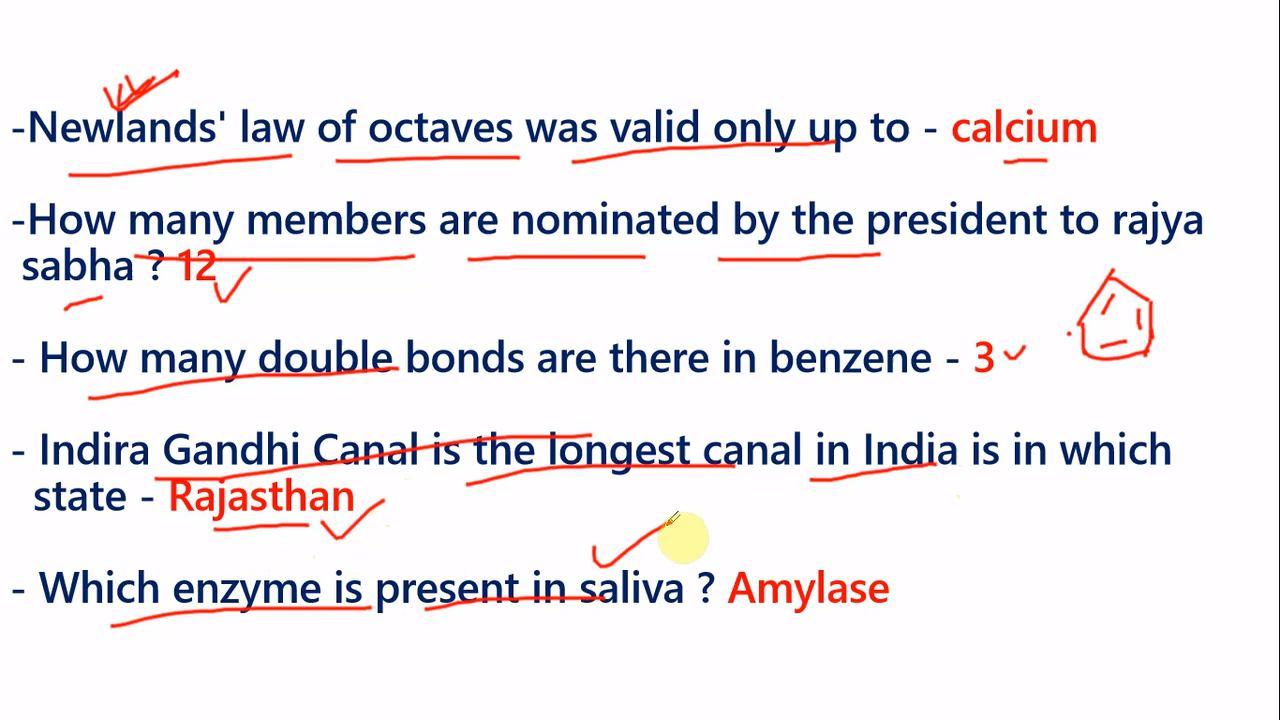 -Newlands' law of octaves was valid only up to - calcium
-How many members are nominated by the president to rajya
sabha ? 12
- How many double bonds are there in benzene - 3
- Indira Gandhi Canal is the longest canal in India is in which
state - Rajasthan
- Which enzyme is present in saliva ? Amylase